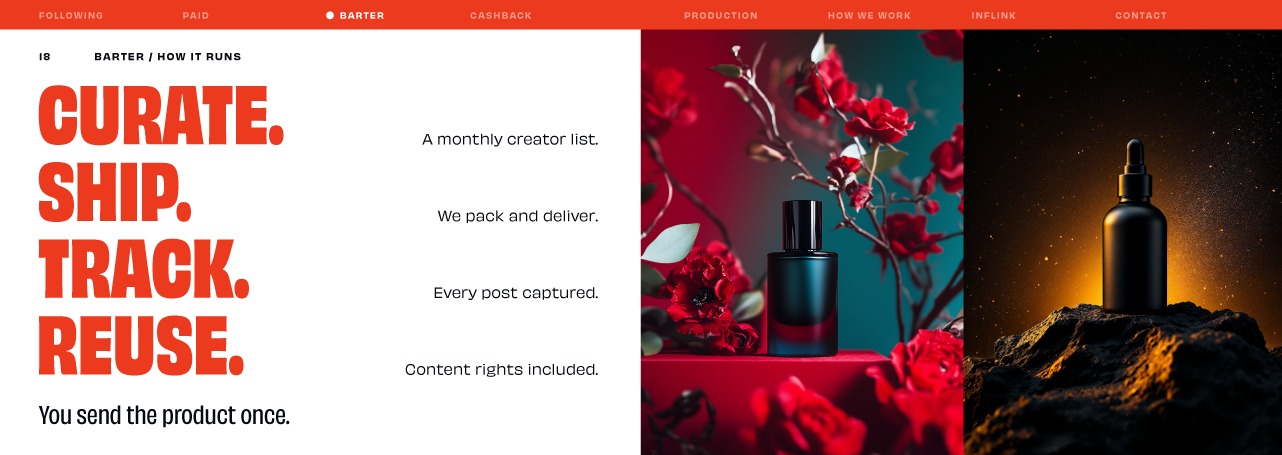 FOLLOWING PAID BARTER CASHBACK PRODUCTION HOW WE WORK INFLINK CONTACT
18 BARTER / HOW IT RUNS
CURATE.
A monthly creator list.
SHIP.
We pack and deliver.
TRACK.
Every post captured.
REUSE.
Content rights included.
You send the product once.